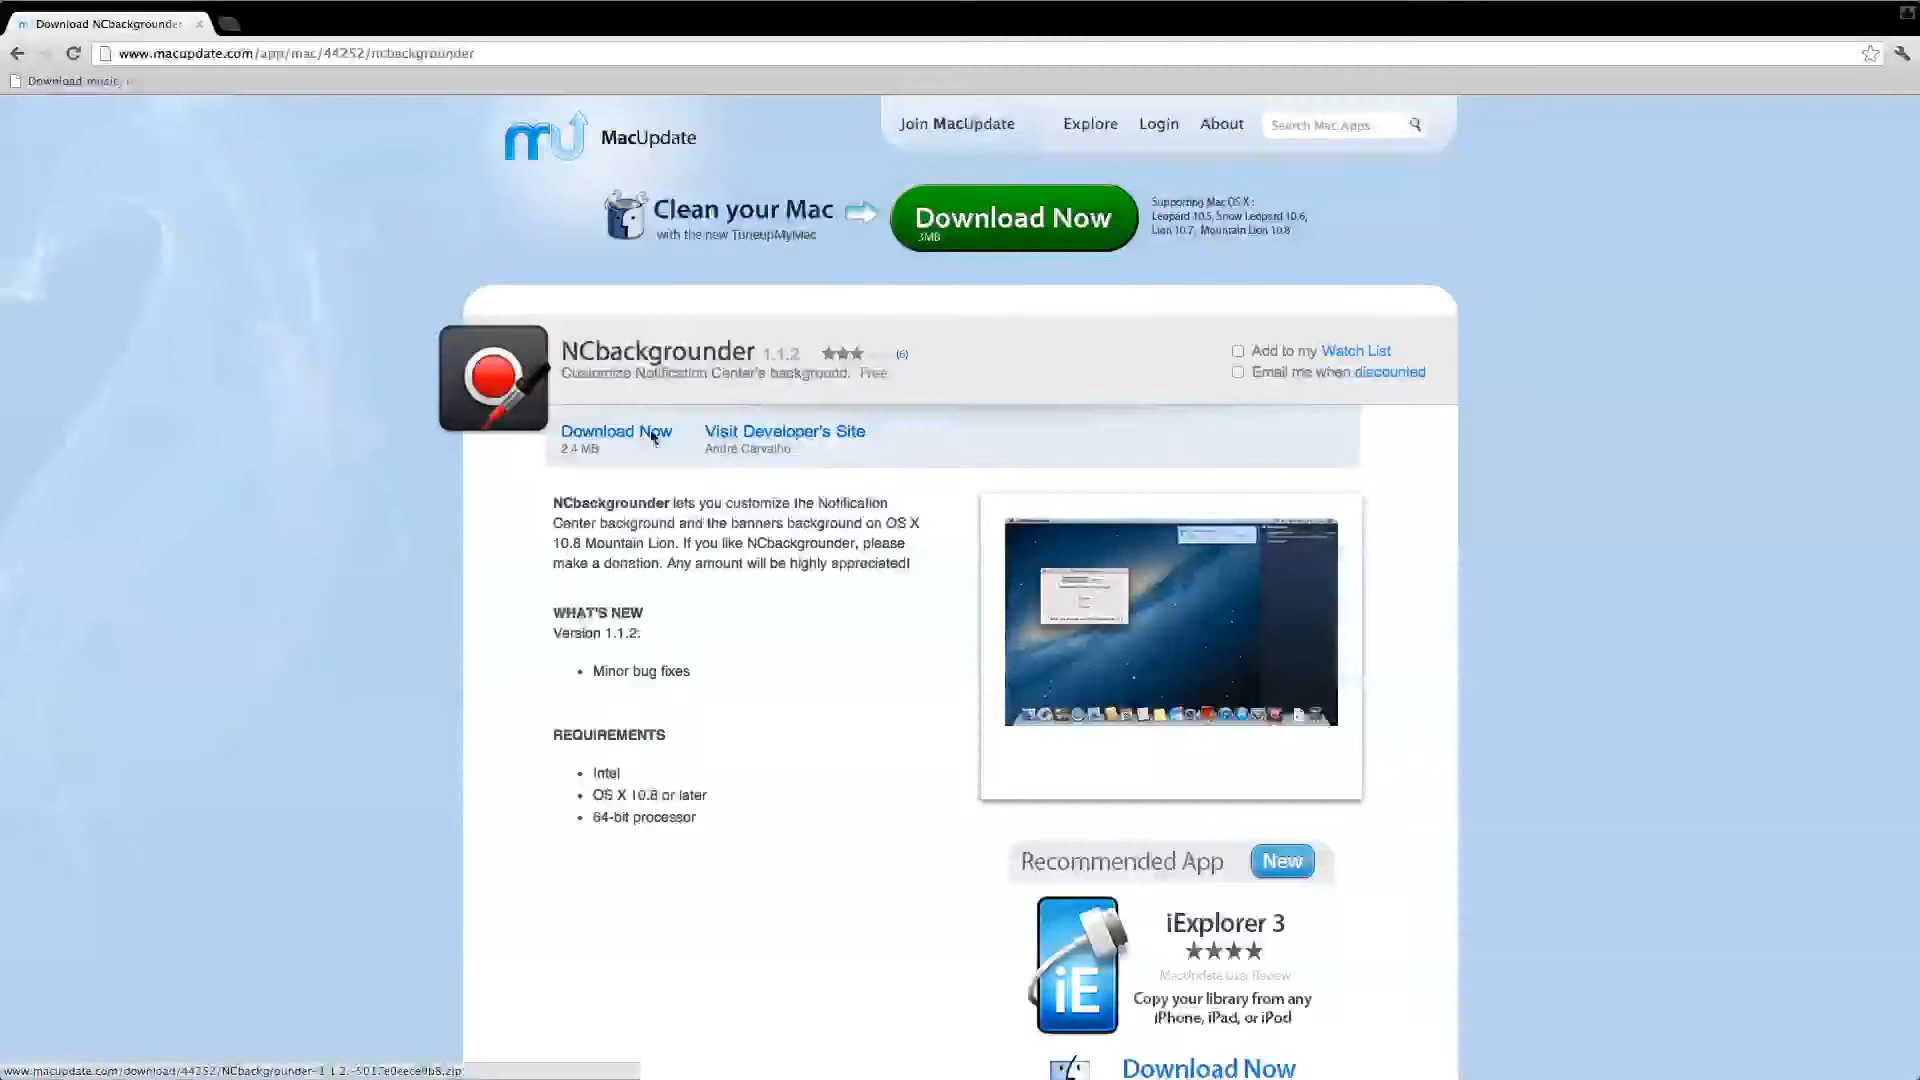 Download NCbackgrounder
www.macupdate.com/app/mac/44252/ncbackgrounder
Download music,
MacUpdate
Join MacUpdate
Explore
Login
About
Search Mac Apps
Clean your Mac
with the new TuneupMyMac
Download Now
3MB
Supporting Mac OS X :
Leopard 10.5, Snow Leopard 10.6,
Lion 10.7, Mountain Lion 10.8
NCbackgrounder 1.1.2 (6)
Customize Notification Center's background. Free
Add to my Watch List
Email me when discounted
Download Now
2.4 MB
Visit Developer's Site
André Carvalho
NCbackgrounder lets you customize the Notification
Center background and the banners background on OS X
10.8 Mountain Lion. If you like NCbackgrounder, please
make a donation. Any amount will be highly appreciated!
WHAT'S NEW
Version 1.1.2:
• Minor bug fixes
REQUIREMENTS
• Intel
• OS X 10.8 or later
• 64-bit processor
Recommended App
New
iE
iExplorer 3
MacUpdate User Review
Copy your library from any
iPhone, iPad, or iPod
Download Now